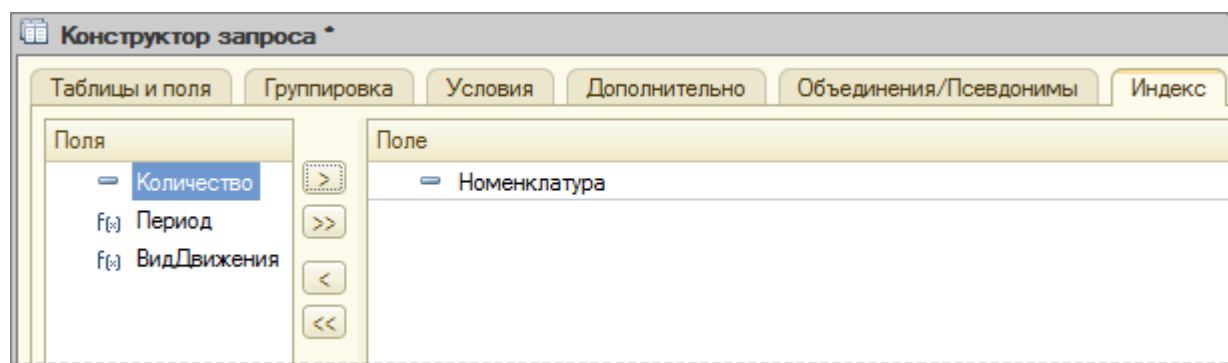 Конструктор запроса *
Таблицы и поля Группировка Условия Дополнительно Объединения/Псевдонимы Индекс
Поля Поле
Количество > Номенклатура
f(x) Период >>
f(x) ВидДвижения <
<<